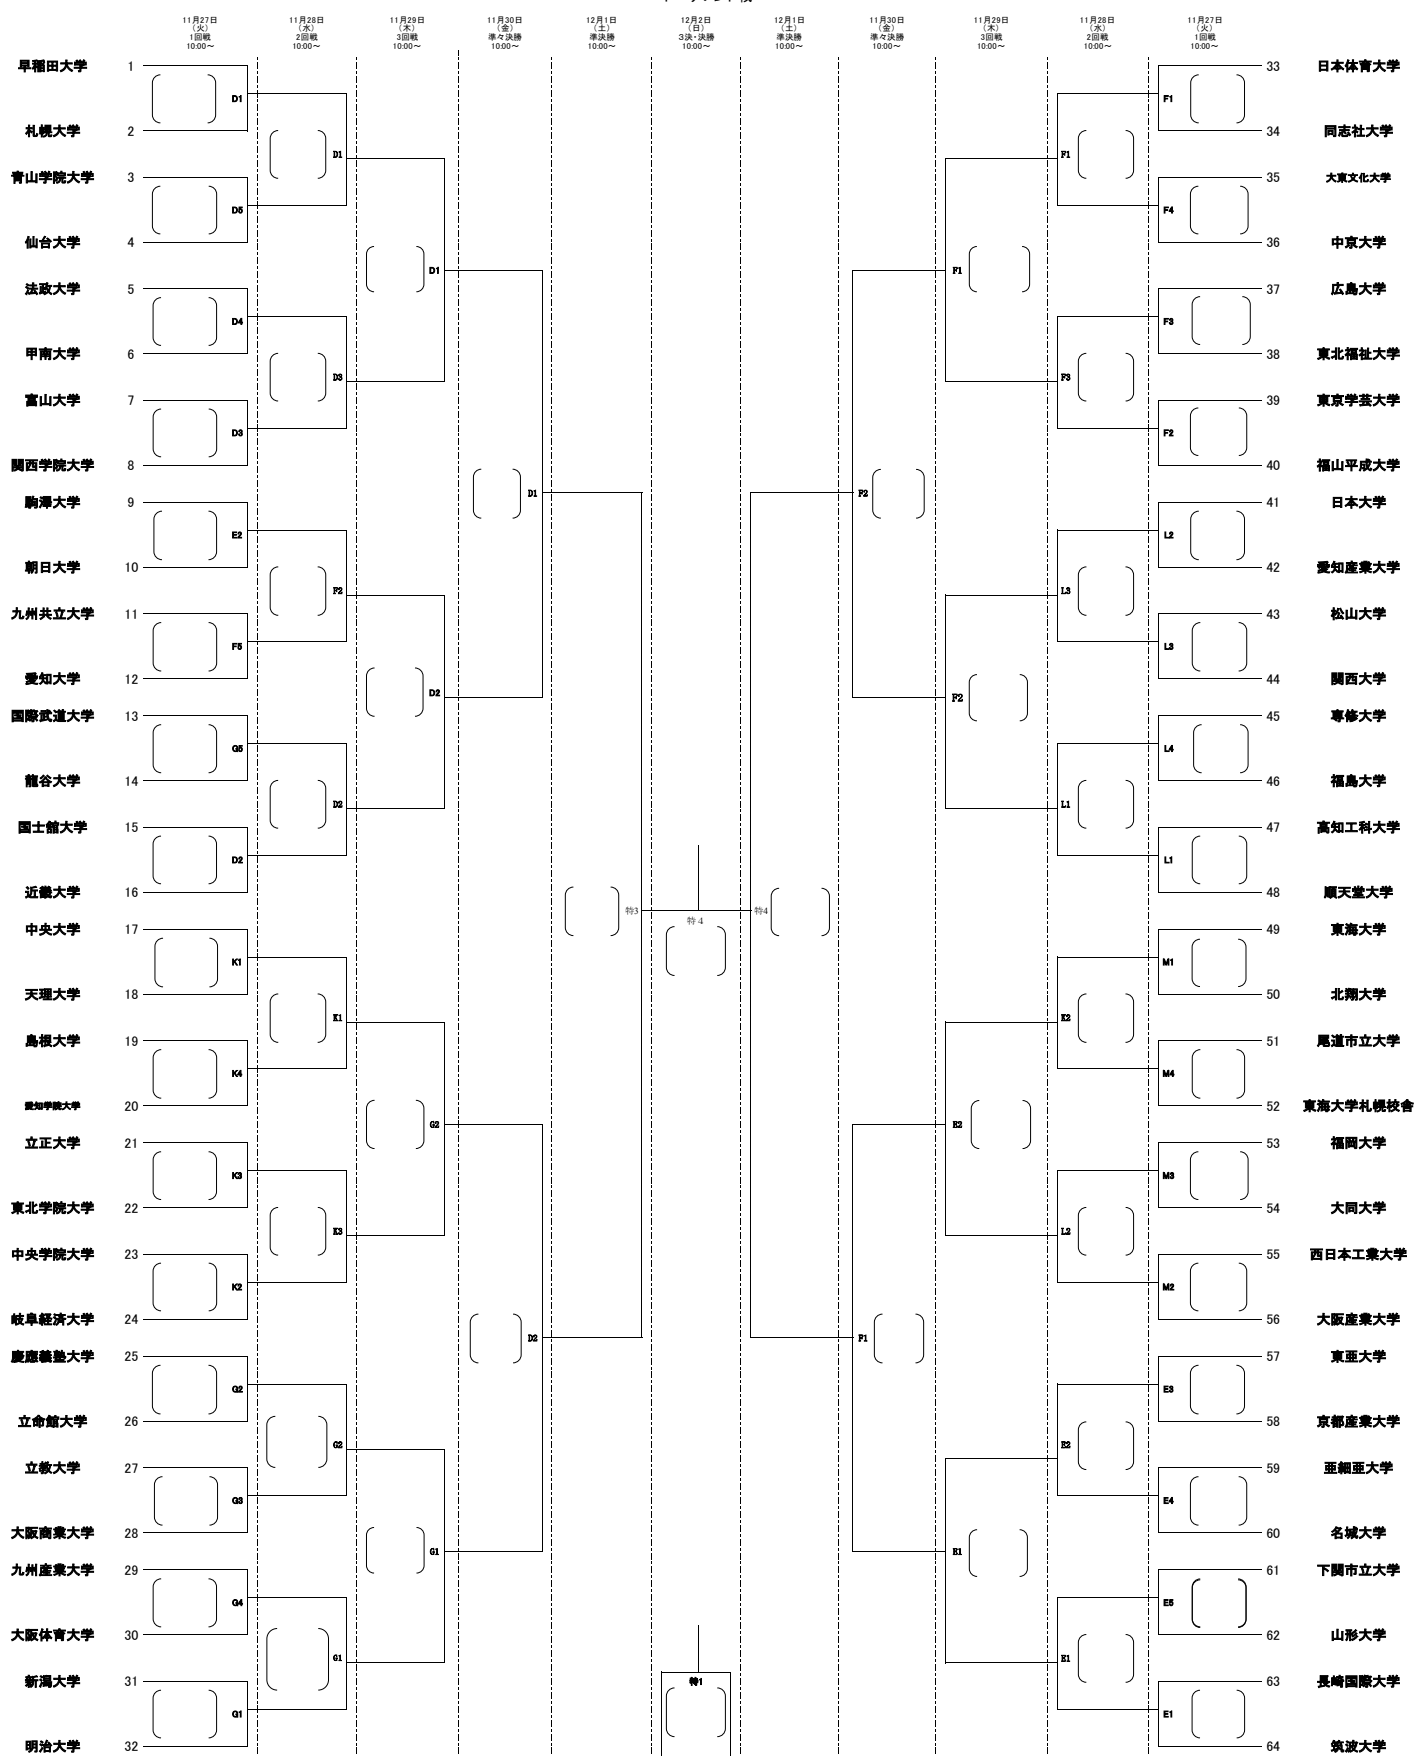 11月27日 11月28日 11月29日 11月30日 12月1日 12月2日 12月1日 11月30日 11月29日 11月28日 11月27日
(火) (水) (木) (金) (土) (日) (土) (金) (木) (水) (火)
1回戦 2回戦 3回戦 準々決勝 準決勝 3決・決勝 準決勝 準々決勝 3回戦 2回戦 1回戦
10:00～ 10:00～ 10:00～ 10:00～ 10:00～ 10:00～ 10:00～ 10:00～ 10:00～ 10:00～ 10:00～
早稲田大学 1 33 日本体育大学
D1 F1
札幌大学 2 34 同志社大学
D1 F1
青山学院大学 3 35 大東文化大学
D5 F4
仙台大学 4 36 中京大学
D1 F1
法政大学 5 37 広島大学
D4 F3
甲南大学 6 38 東北福祉大学
D3 F3
富山大学 7 39 東京学芸大学
D3 F2
関西学院大学 8 40 福山平成大学
D1 F2
駒澤大学 9 41 日本大学
E2 L2
朝日大学 10 42 愛知産業大学
F2 L3
九州共立大学 11 43 松山大学
F5 L3
愛知大学 12 44 関西大学
D2 F2
国際武道大学 13 45 専修大学
G5 L4
龍谷大学 14 46 福島大学
D2 L1
国士館大学 15 47 高知工科大学
D2 L1
近畿大学 16 48 順天堂大学
特3 特4
特４
中央大学 17 49 東海大学
K1 M1
天理大学 18 50 北翔大学
K1 K2
島根大学 19 51 尾道市立大学
K4 M4
愛知学院大学 20 52 東海大学札幌校舎
G2 E2
立正大学 21 53 福岡大学
K3 M3
東北学院大学 22 54 大同大学
K3 L2
中央学院大学 23 55 西日本工業大学
K2 M2
岐阜経済大学 24 56 大阪産業大学
D2 F1
慶應義塾大学 25 57 東亜大学
G2 E3
立命館大学 26 58 京都産業大学
G2 E2
立教大学 27 59 亜細亜大学
G3 E4
大阪商業大学 28 60 名城大学
G1 E1
九州産業大学 29 61 下関市立大学
G4 E5
大阪体育大学 30 62 山形大学
G1 E1
新潟大学 31 特1 63 長崎国際大学
G1 E1
明治大学 32 64 筑波大学